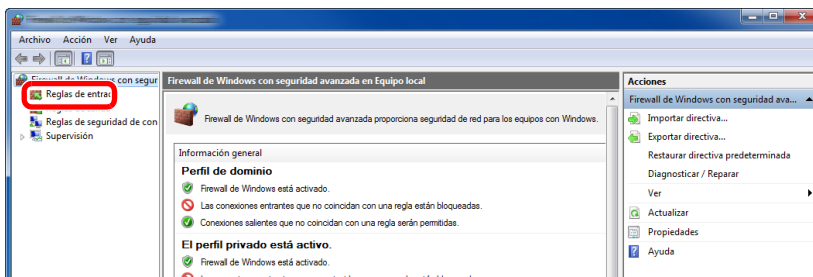 Archivo Acción Ver Ayuda
Firewall de Windows con segur
Reglas de entrad
Reglas de seguridad de con
Supervisión
Firewall de Windows con seguridad avanzada en Equipo local
Firewall de Windows con seguridad avanzada proporciona seguridad de red para los equipos con Windows.
Información general
Perfil de dominio
Firewall de Windows está activado.
Las conexiones entrantes que no coincidan con una regla están bloqueadas.
Conexiones salientes que no coincidan con una regla serán permitidas.
El perfil privado está activo.
Firewall de Windows está activado.
Acciones
Firewall de Windows con seguridad ava...
Importar directiva...
Exportar directiva...
Restaurar directiva predeterminada
Diagnosticar / Reparar
Ver
Actualizar
Propiedades
Ayuda